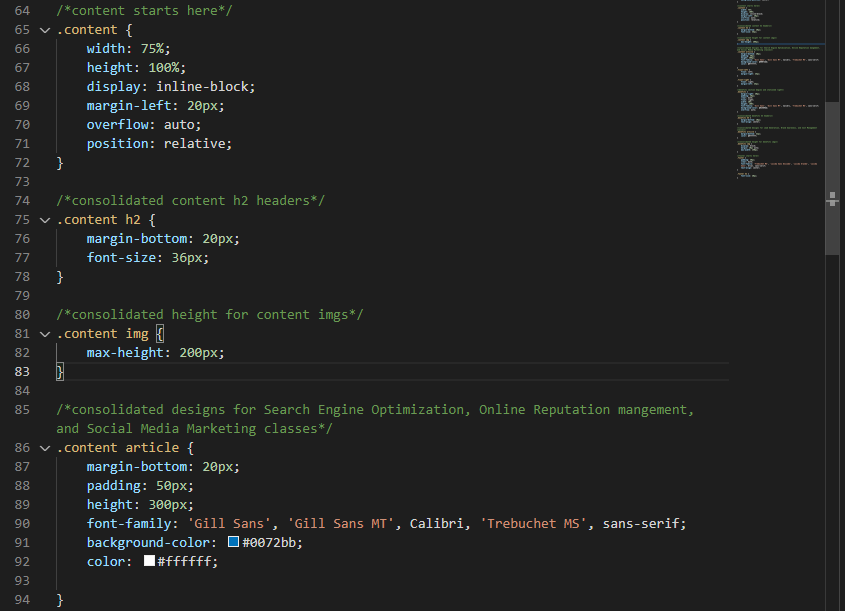 64 /*content starts here*/
65 .content {
66 width: 75%;
67 height: 100%;
68 display: inline-block;
69 margin-left: 20px;
70 overflow: auto;
71 position: relative;
72 }
73
74 /*consolidated content h2 headers*/
75 .content h2 {
76 margin-bottom: 20px;
77 font-size: 36px;
78 }
79
80 /*consolidated height for content imgs*/
81 .content img {
82 max-height: 200px;
83 }
84
85 /*consolidated designs for Search Engine Optimization, Online Reputation mangement,
and Social Media Marketing classes*/
86 .content article {
87 margin-bottom: 20px;
88 padding: 50px;
89 height: 300px;
90 font-family: 'Gill Sans', 'Gill Sans MT', Calibri, 'Trebuchet MS', sans-serif;
91 background-color: #0072bb;
92 color: #ffffff;
93
94 }